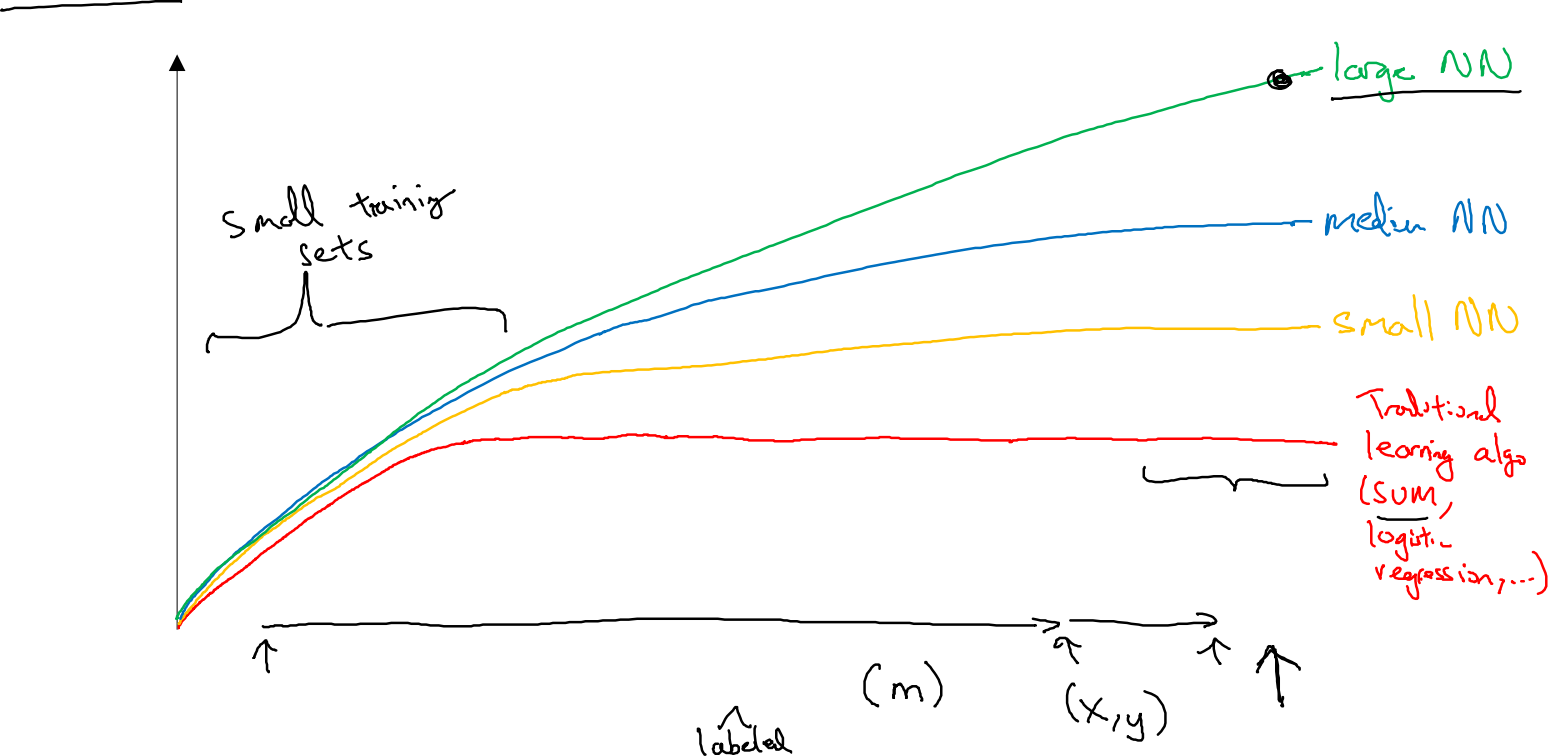 large NN
small training
sets
medium NN
small NN
Traditional
learning algo
(SVM,
logistic
regression,...)
(m)
(x,y)
labeled